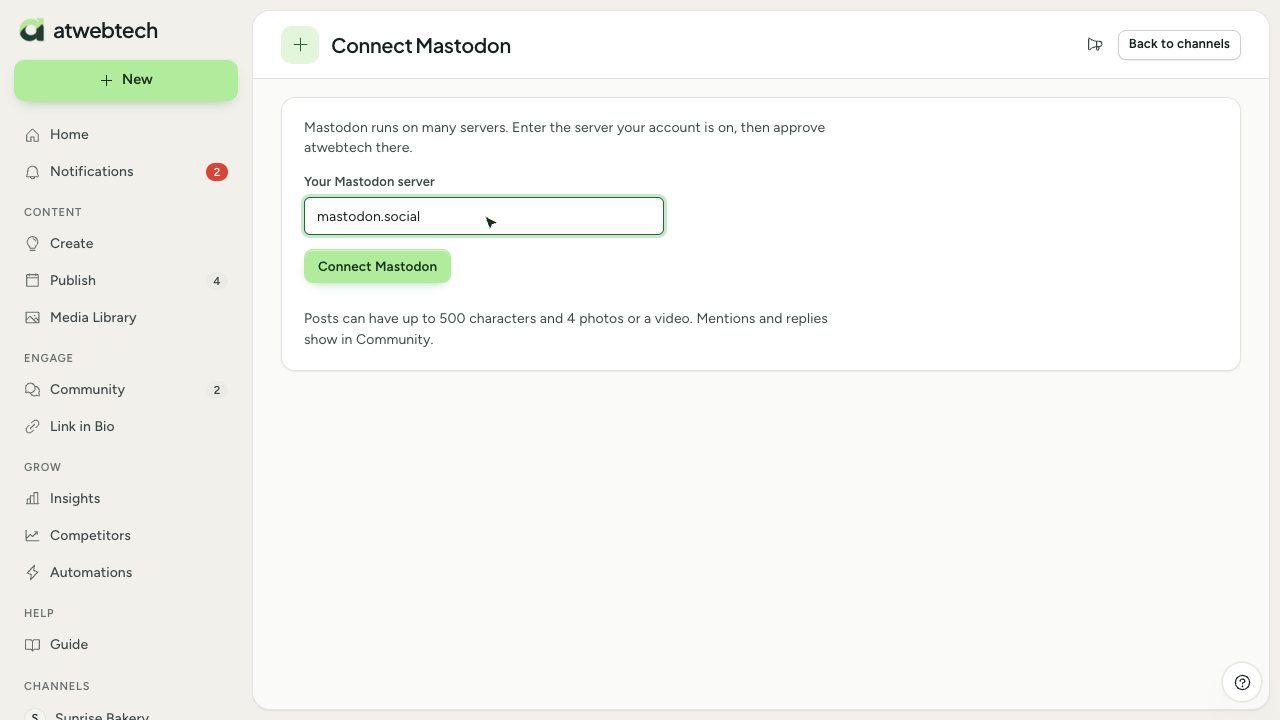 atwebtech
New
Home
Notifications 2
CONTENT
Create
Publish 4
Media Library
ENGAGE
Community 2
Link in Bio
GROW
Insights
Competitors
Automations
HELP
Guide
CHANNELS
S Sunrise Bakery
Connect Mastodon
Back to channels
Mastodon runs on many servers. Enter the server your account is on, then approve
atwebtech there.
Your Mastodon server
mastodon.social
Connect Mastodon
Posts can have up to 500 characters and 4 photos or a video. Mentions and replies
show in Community.